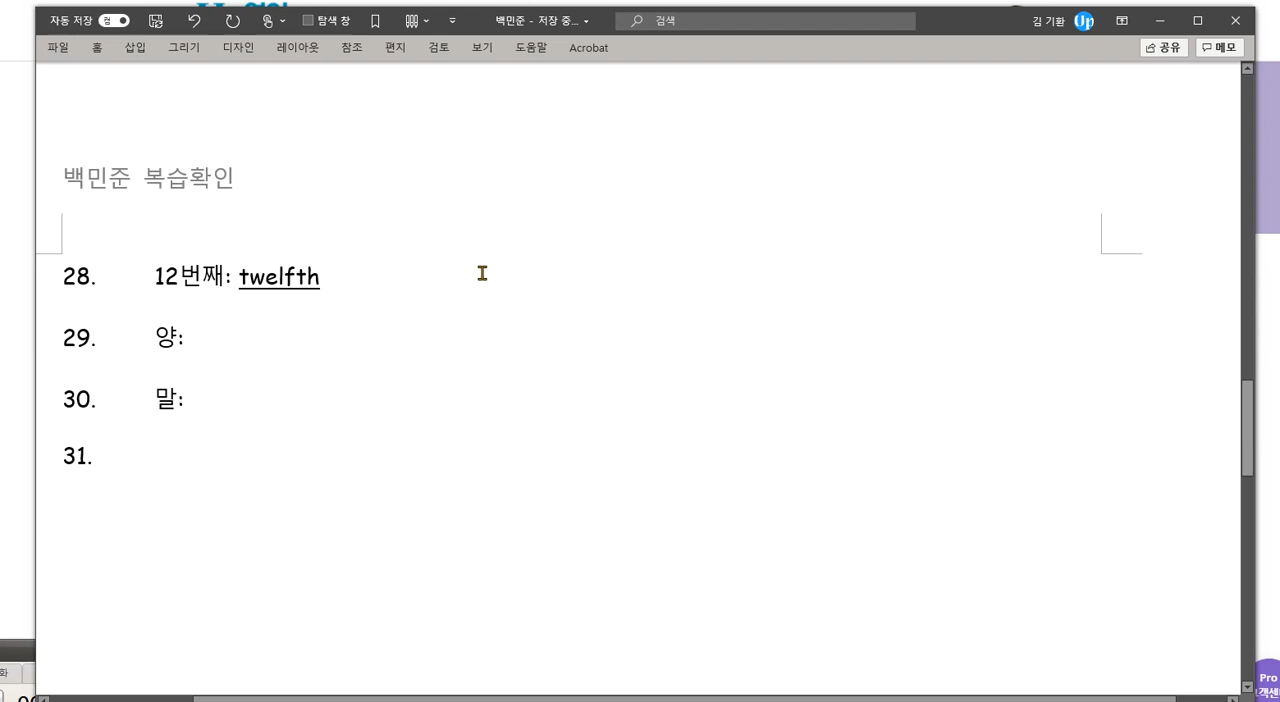 자동 저장 컴 탐색 창 백민준 - 저장 중... 검색 김 기환 Up
파일 홈 삽입 그리기 디자인 레이아웃 참조 편지 검토 보기 도움말 Acrobat 공유 메모
백민준 복습확인
28. 12번째: twelfth
29. 양:
30. 말:
31.
Pro